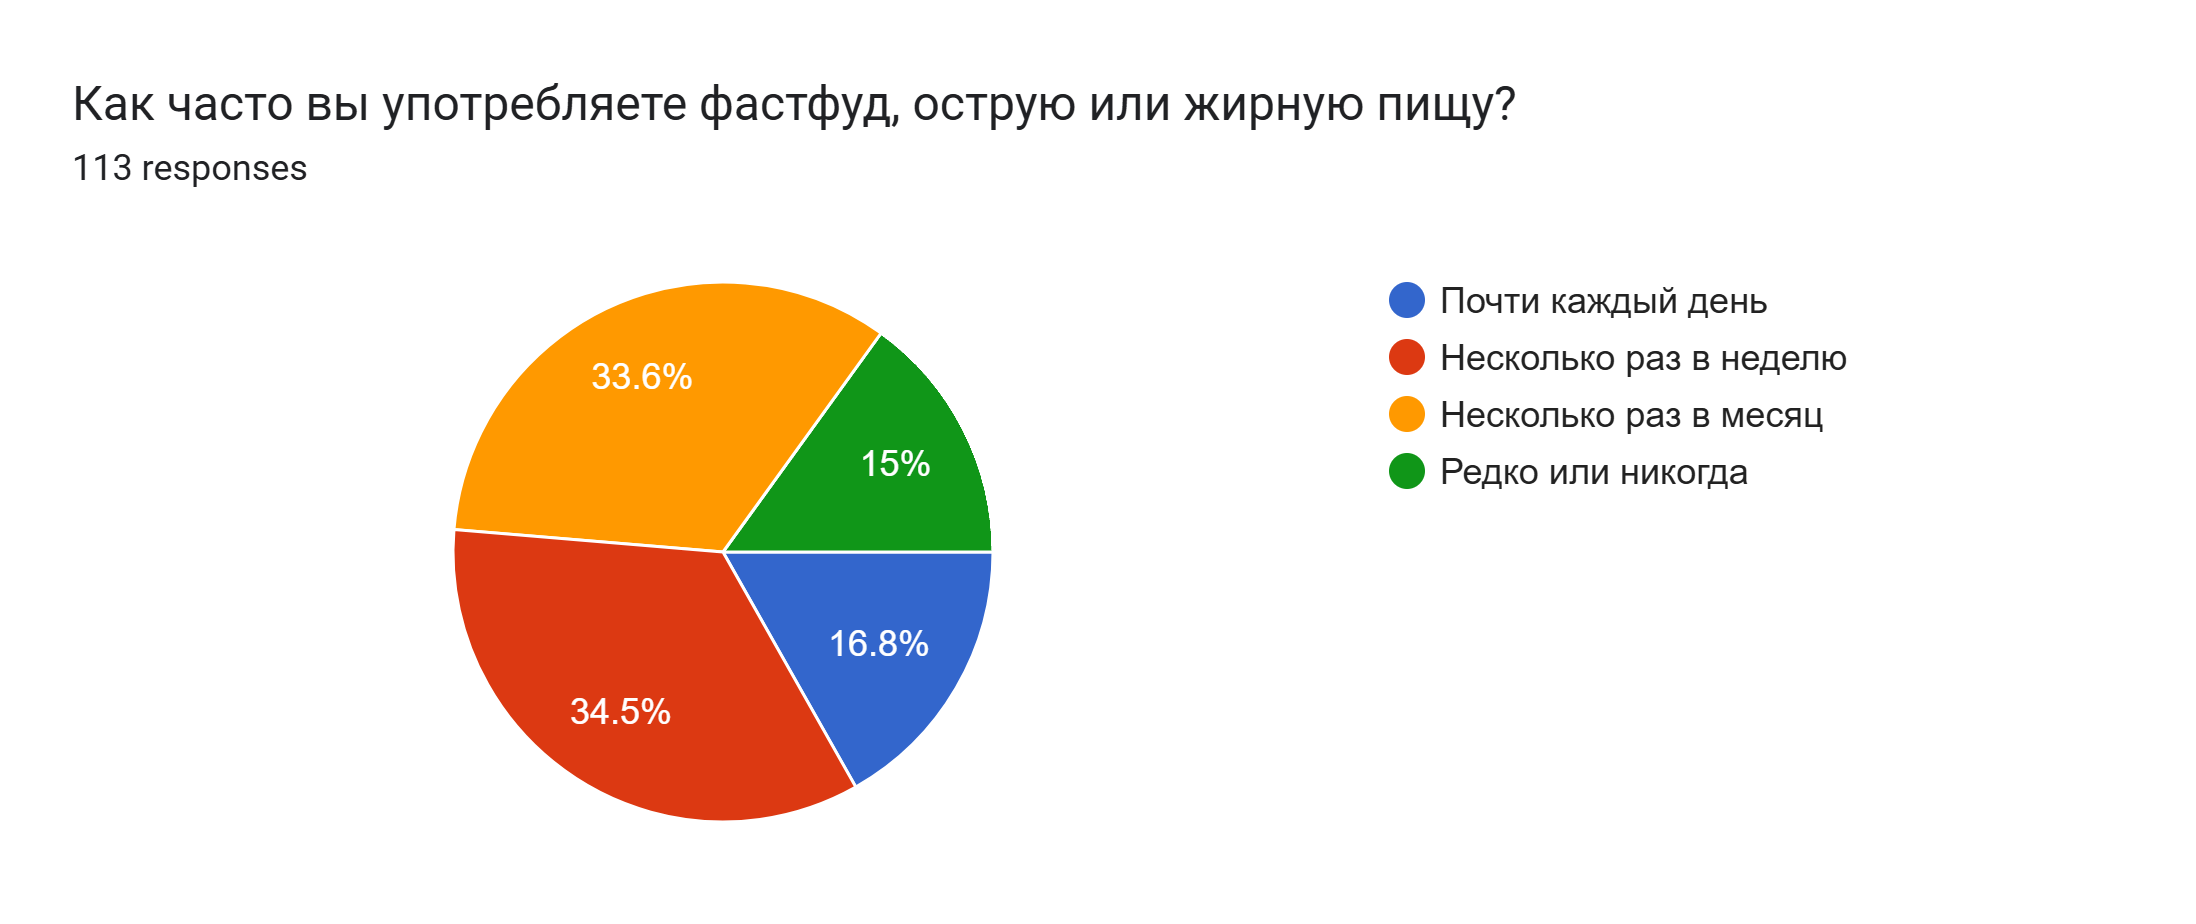 Как часто вы употребляете фастфуд, острую или жирную пищу?
113 responses
33.6%
15%
16.8%
34.5%
Почти каждый день
Несколько раз в неделю
Несколько раз в месяц
Редко или никогда